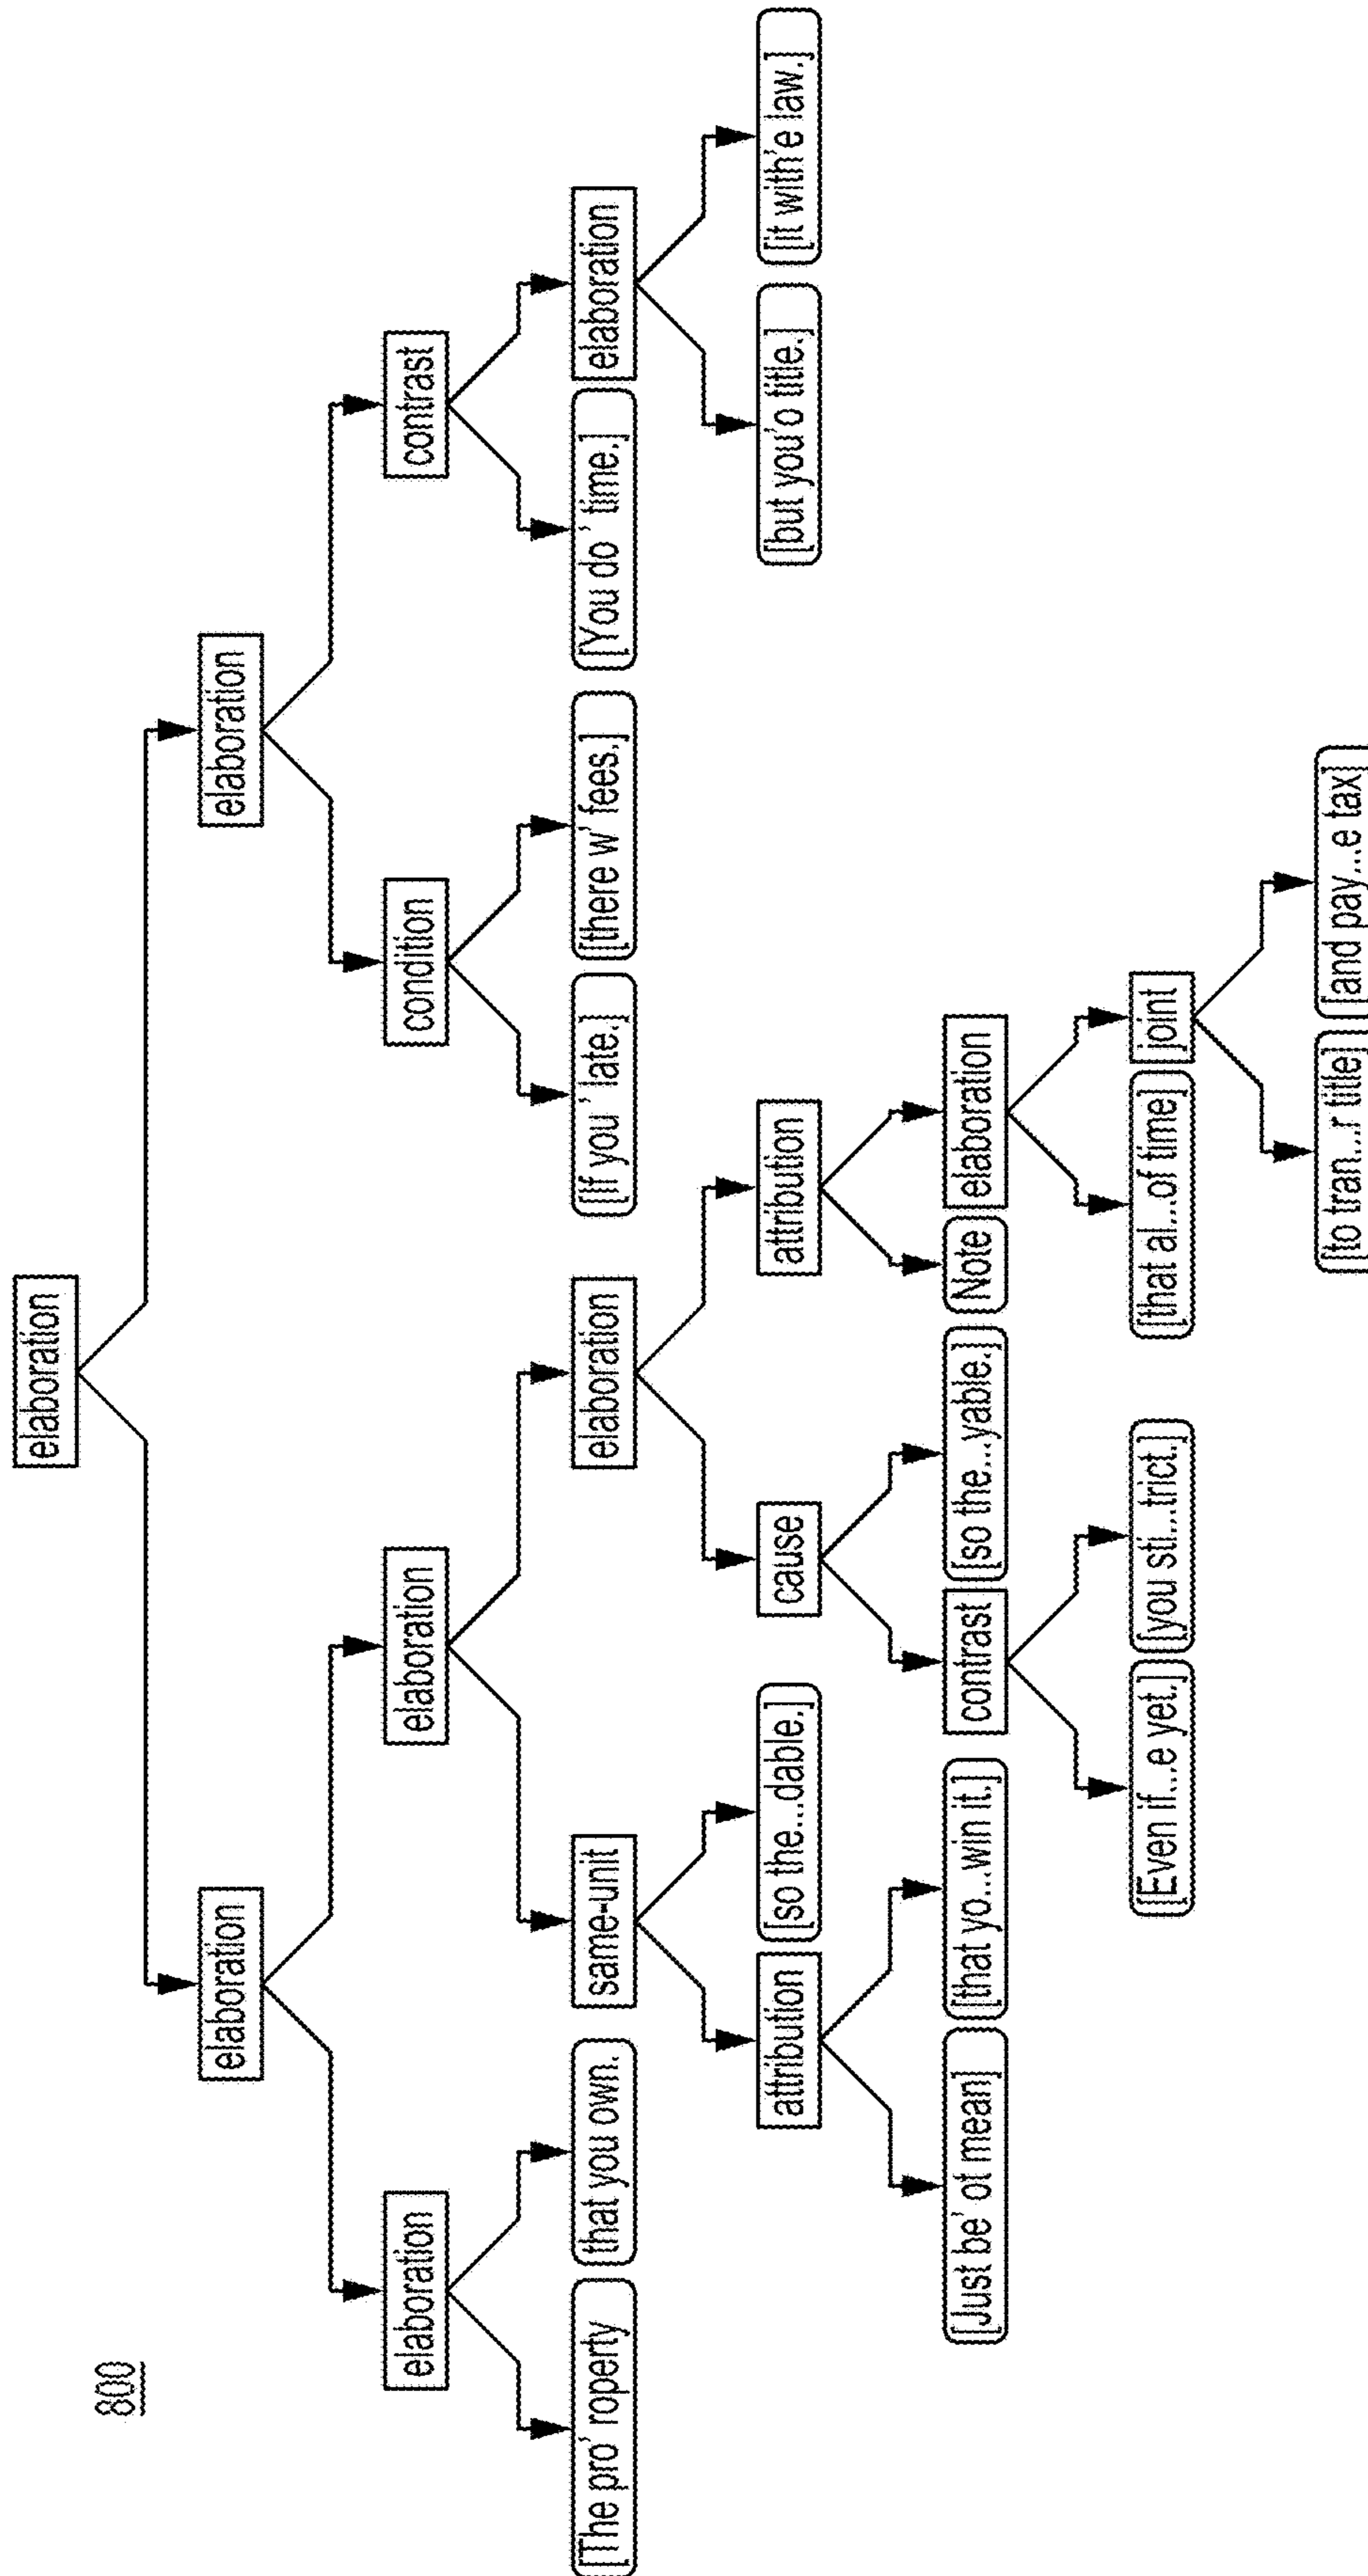 800
elaboration
elaboration
elaboration
elaboration
elaboration
condition
contrast
[The pro' roperty
that you own.
same-unit
elaboration
[If you ' late.]
[there w' fees.]
[You do ' time.]
elaboration
attribution
[so the...dable.]
cause
attribution
[but you'o title.]
[it with'e law.]
[Just be' ot mean]
[that yo...win it.]
contrast
[so the...yable.]
[Note]
elaboration
[Even if...e yet.]
[you sti...trict.]
[that al...of time]
joint
[to tran...r title]
[and pay...e tax]